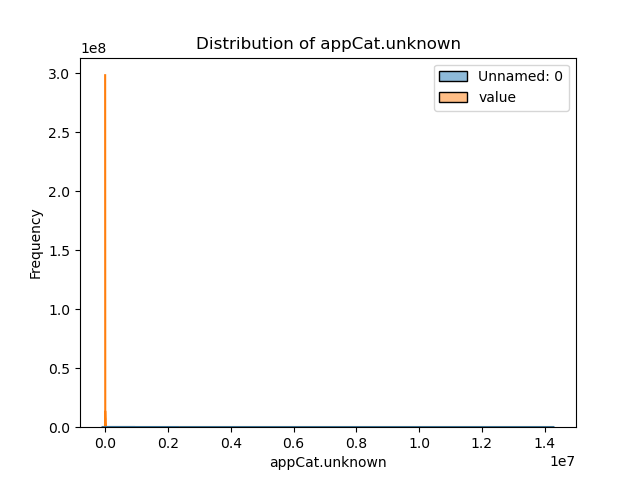 Distribution of appCat.unknown
1e8
3.0
2.5
2.0
1.5
1.0
0.5
0.0
Frequency
Unnamed: 0
value
0.0 0.2 0.4 0.6 0.8 1.0 1.2 1.4
1e7
appCat.unknown